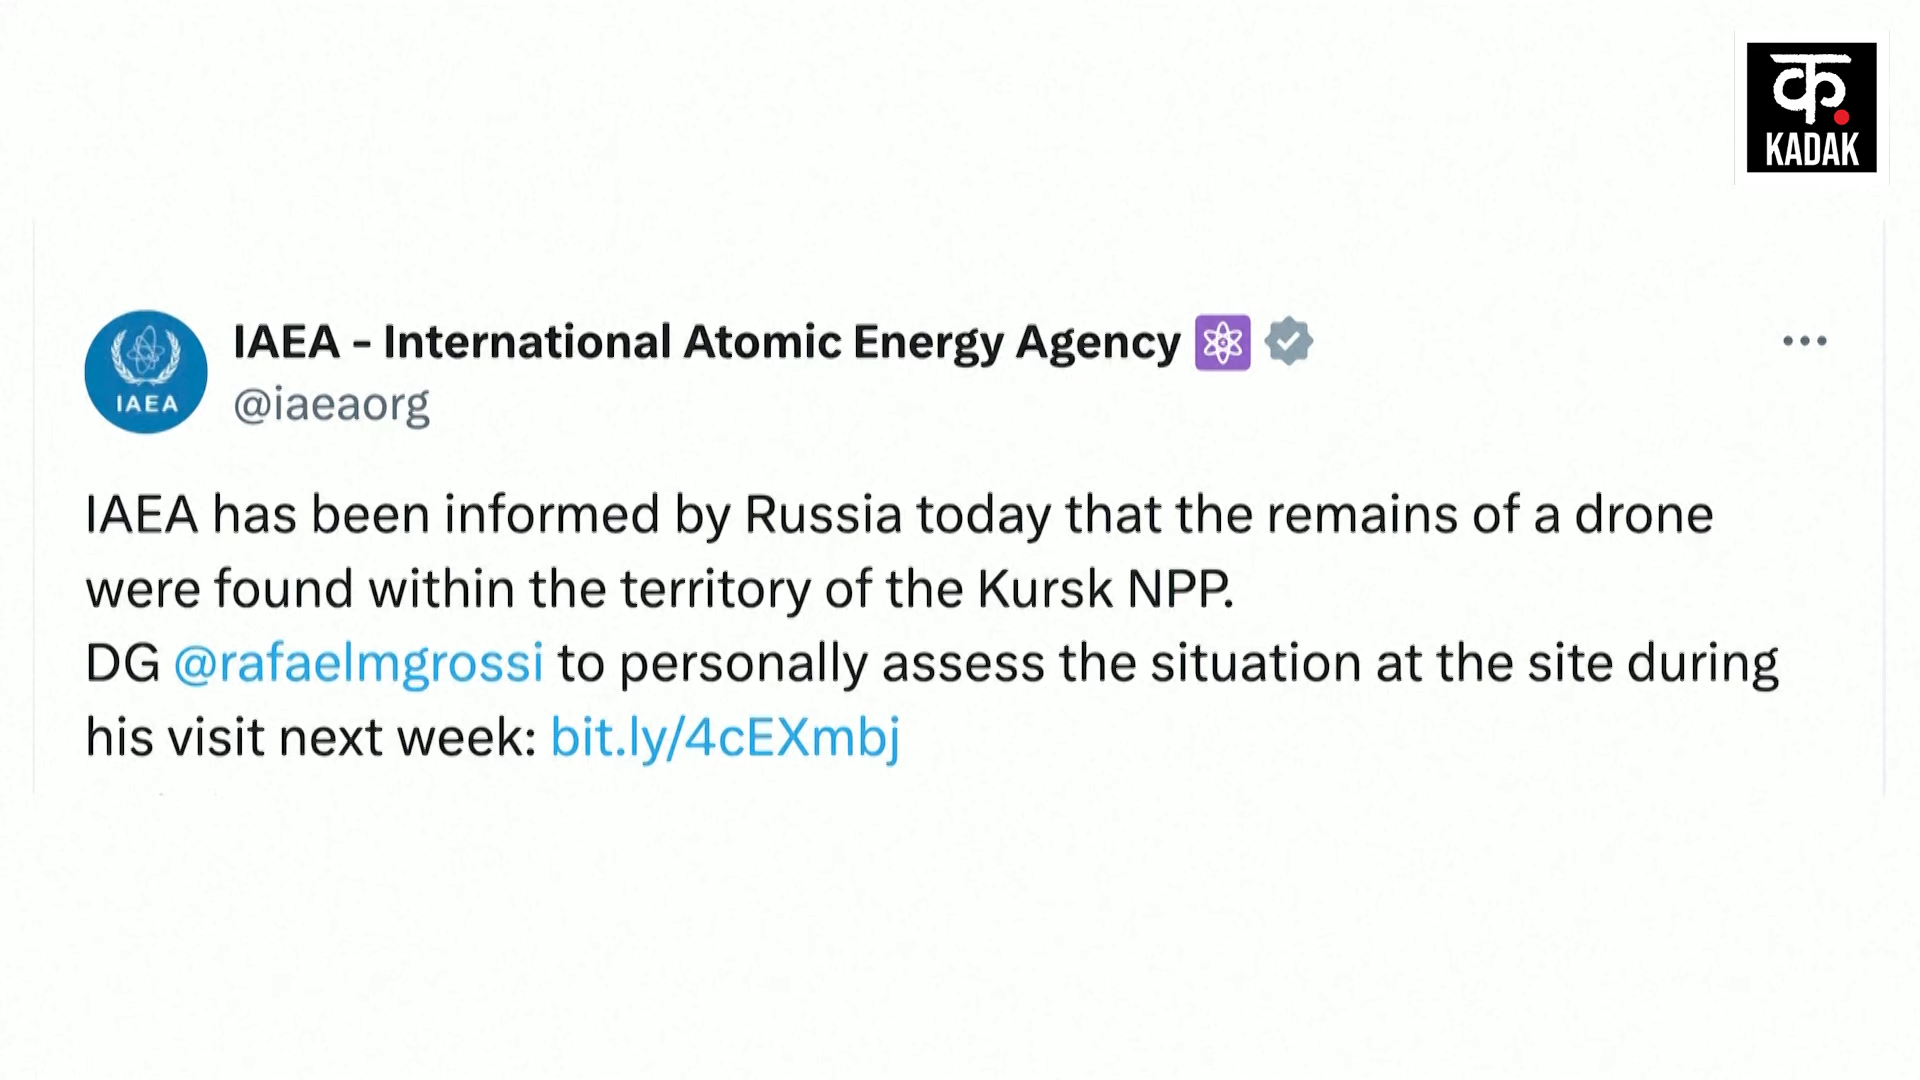 क.
KADAK
IAEA - International Atomic Energy Agency
IAEA
@iaeaorg
IAEA has been informed by Russia today that the remains of a drone
were found within the territory of the Kursk NPP.
DG @rafaelmgrossi to personally assess the situation at the site during
his visit next week: bit.ly/4cEXmbj